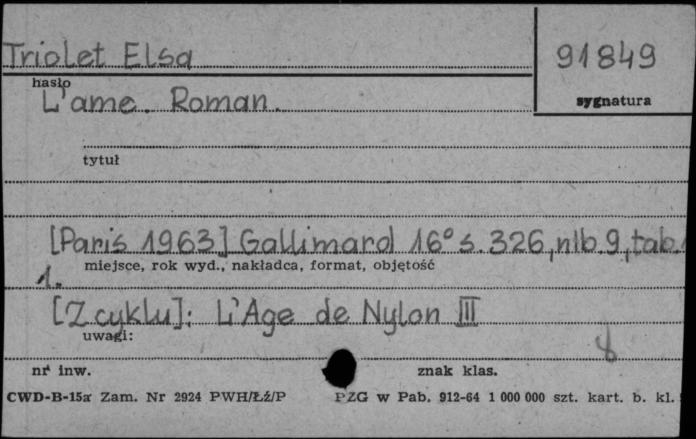 Triolet Elsa
91849
hasło
sygnatura
L'ame. Roman.
tytuł
[Paris 1963] Gallimard 16° s. 326, nlb. 9, tab.
miejsce, rok wyd., nakładca, format, objętość
1.
[Z cyklu]: L'Age de Nylon III
uwagi:
8
nr inw.
znak klas.
CWD-B-15a Zam. Nr 2924 PWH/Łź/P PZG w Pab. 912-64 1 000 000 szt. kart. b. kl.